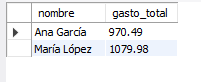 nombre gasto_total
Ana García 970.49
María López 1079.98